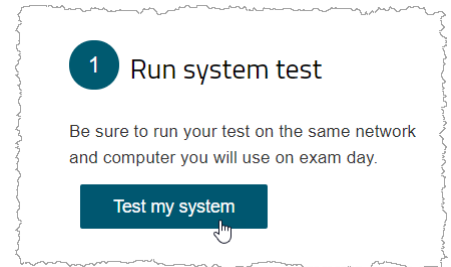 1 Run system test
Be sure to run your test on the same network
and computer you will use on exam day.
Test my system